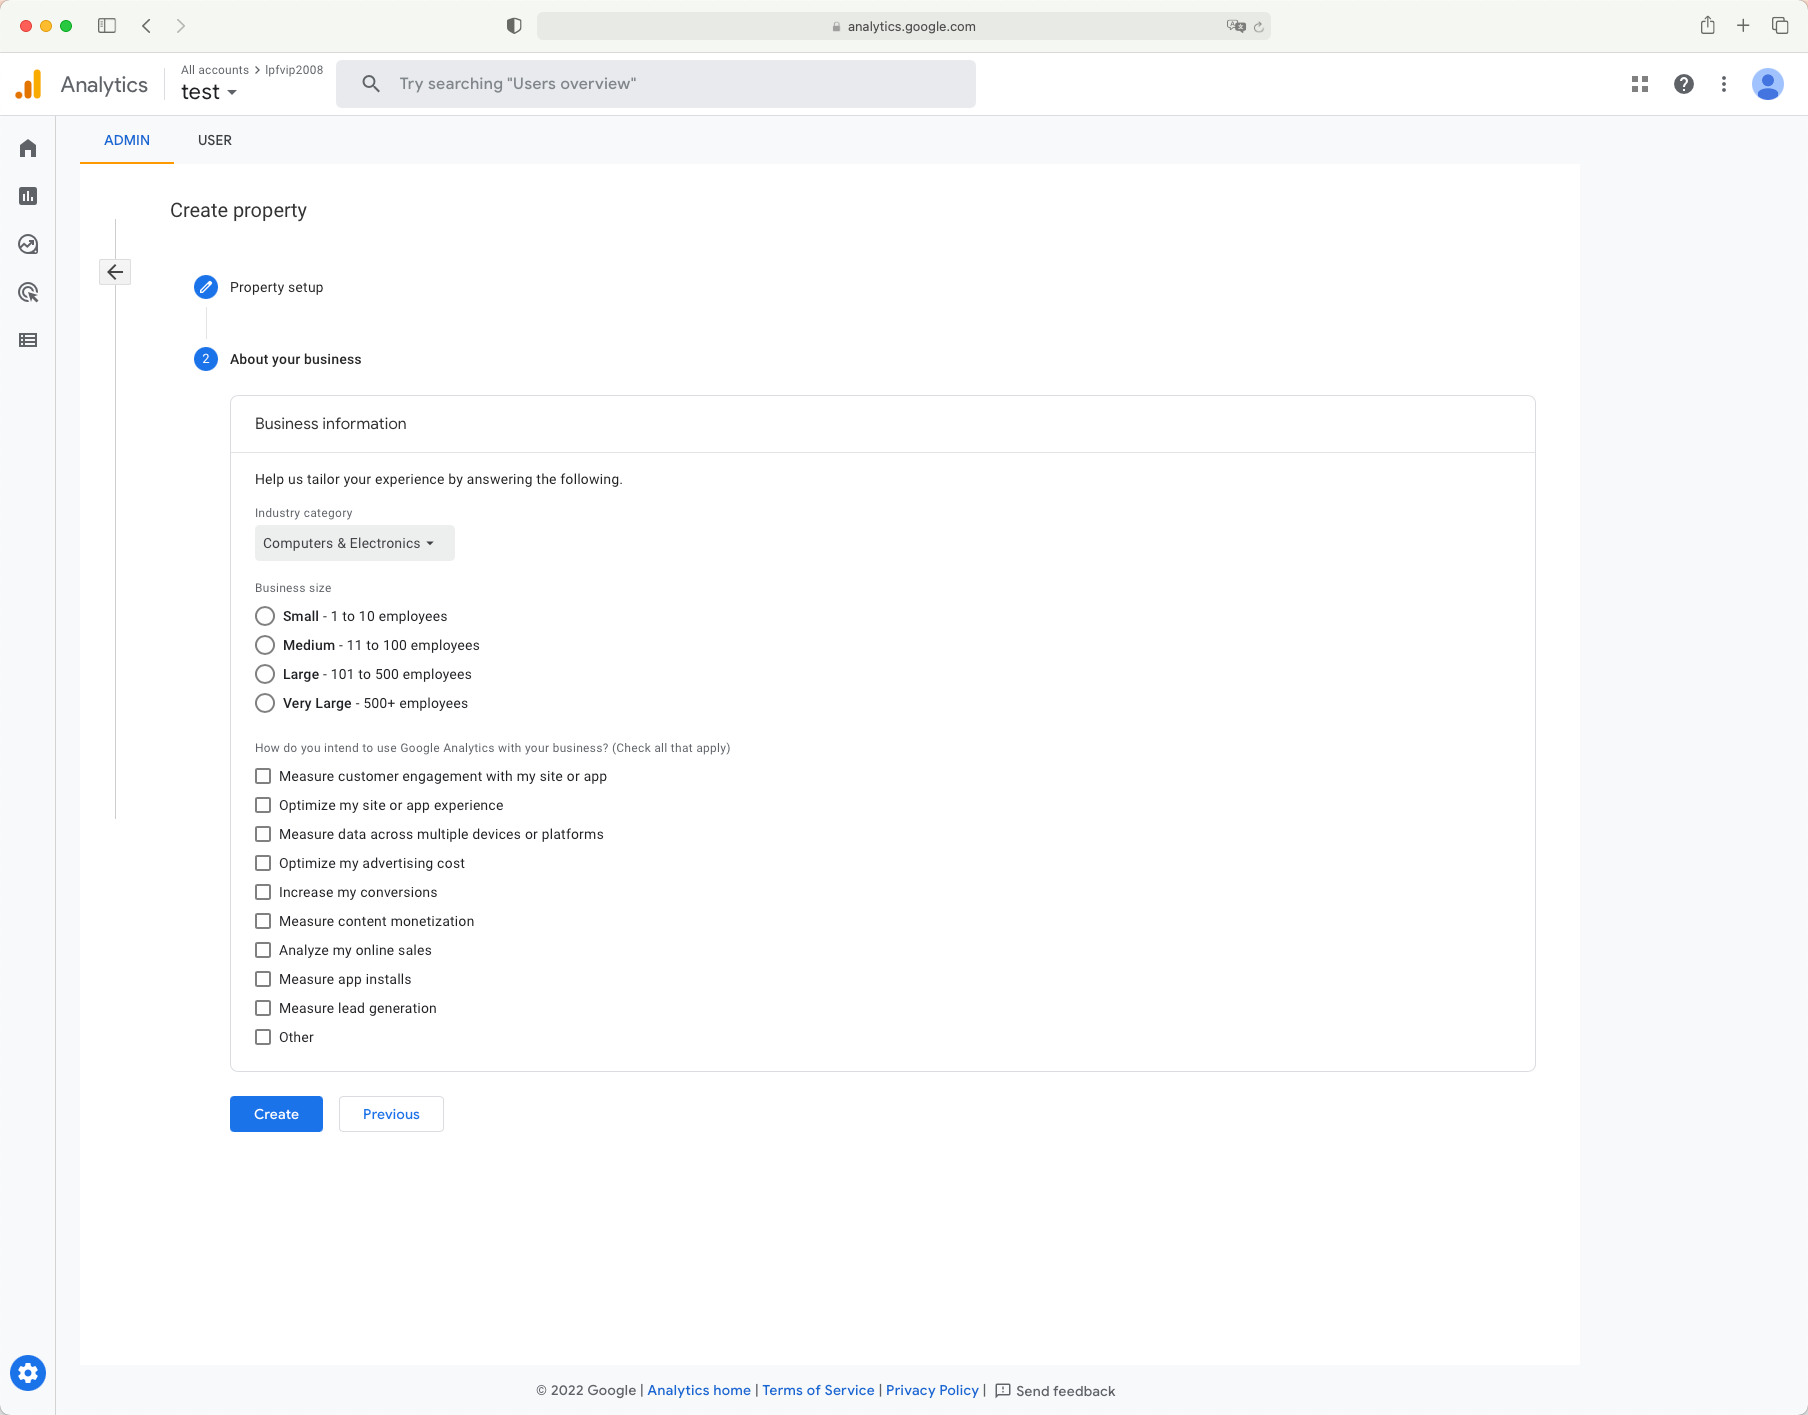 analytics.google.com
Analytics
All accounts > lpfvip2008
test
Try searching "Users overview"
ADMIN
USER
Create property
Property setup
2
About your business
Business information
Help us tailor your experience by answering the following.
Industry category
Computers & Electronics
Business size
Small - 1 to 10 employees
Medium - 11 to 100 employees
Large - 101 to 500 employees
Very Large - 500+ employees
How do you intend to use Google Analytics with your business? (Check all that apply)
Measure customer engagement with my site or app
Optimize my site or app experience
Measure data across multiple devices or platforms
Optimize my advertising cost
Increase my conversions
Measure content monetization
Analyze my online sales
Measure app installs
Measure lead generation
Other
Create
Previous
© 2022 Google | Analytics home | Terms of Service | Privacy Policy | Send feedback